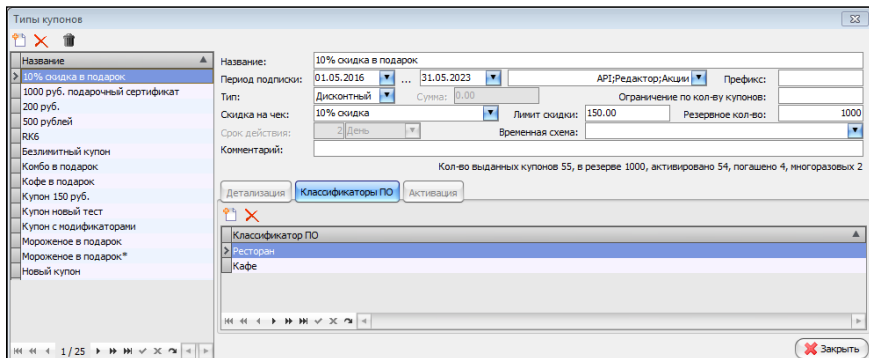 Типы купонов
Название
10% скидка в подарок
1000 руб. подарочный сертификат
200 руб.
500 рублей
RK6
Безлимитный купон
Комбо в подарок
Кофе в подарок
Купон 150 руб.
Купон новый тест
Купон с модификаторами
Мороженое в подарок
Мороженое в подарок*
Новый купон
1 / 25
Название: 10% скидка в подарок
Период подписки: 01.05.2016 ... 31.05.2023 API;Редактор;Акции Префикс:
Тип: Дисконтный Сумма: 0.00 Ограничение по кол-ву купонов:
Скидка на чек: 10% скидка Лимит скидки: 150.00 Резервное кол-во: 1000
Срок действия: 2 День Временная схема:
Комментарий:
Кол-во выданных купонов 55, в резерве 1000, активировано 54, погашено 4, многоразовых 2
Детализация Классификаторы ПО Активация
Классификатор ПО
Ресторан
Кафе
Закрыть